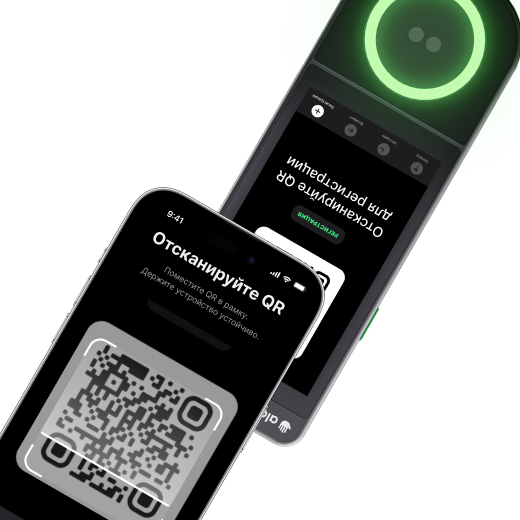 9:41
Отсканируйте QR
Поместите QR в рамку.
Держите устройство устойчиво.
Отсканируйте QR
для регистрации
РЕГИСТРАЦИЯ